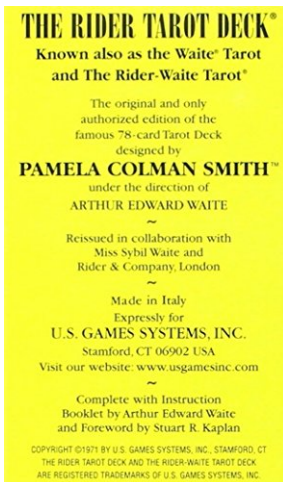 THE RIDER TAROT DECK®
Known also as the Waite® Tarot
and The Rider-Waite Tarot®
The original and only
authorized edition of the
famous 78-card Tarot Deck
designed by
PAMELA COLMAN SMITH™
under the direction of
ARTHUR EDWARD WAITE
~
Reissued in collaboration with
Miss Sybil Waite and
Rider & Company, London
~
Made in Italy
Expressly for
U.S. GAMES SYSTEMS, INC.
Stamford, CT 06902 USA
Visit our website: www.usgamesinc.com
~
Complete with Instruction
Booklet by Arthur Edward Waite
and Foreword by Stuart R. Kaplan
COPYRIGHT ©1971 BY U.S. GAMES SYSTEMS, INC., STAMFORD, CT
THE RIDER TAROT DECK AND THE RIDER-WAITE TAROT DECK
ARE REGISTERED TRADEMARKS OF U.S. GAMES SYSTEMS, INC.